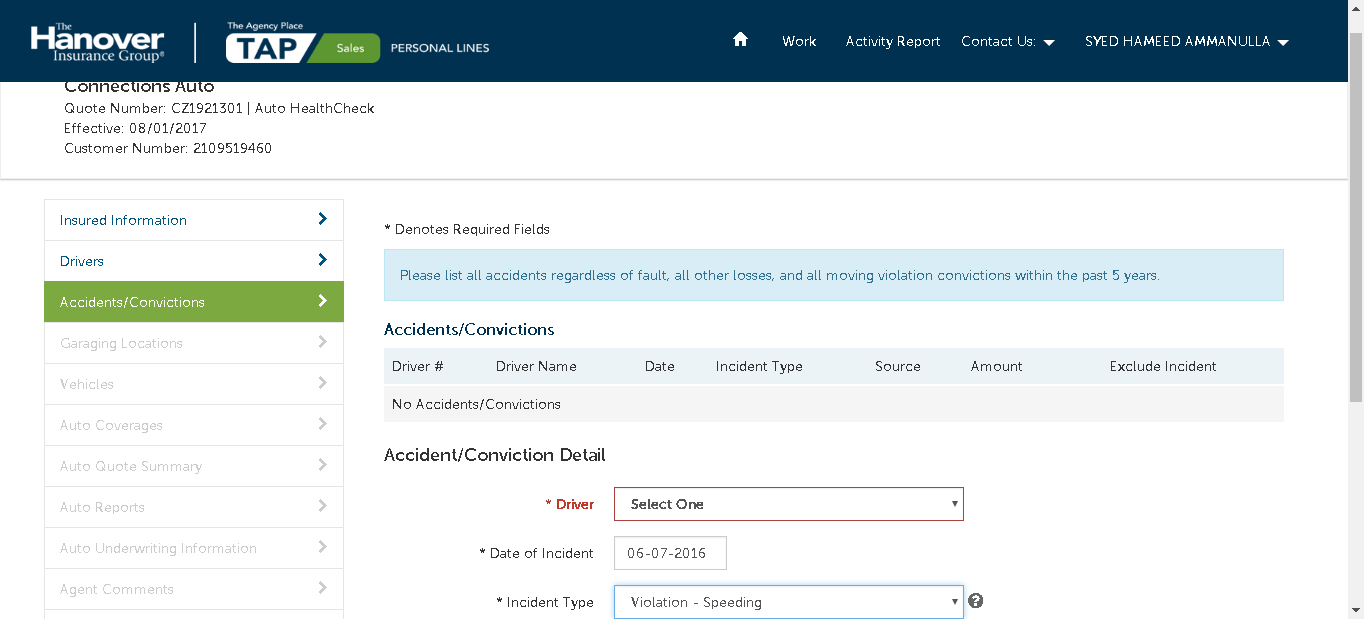 The
Hanover
Insurance Group®
The Agency Place
TAP Sales PERSONAL LINES
Work Activity Report Contact Us: SYED HAMEED AMMANULLA
Connections Auto
Quote Number: CZ1921301 | Auto HealthCheck
Effective: 08/01/2017
Customer Number: 2109519460
Insured Information
Drivers
Accidents/Convictions
Garaging Locations
Vehicles
Auto Coverages
Auto Quote Summary
Auto Reports
Auto Underwriting Information
Agent Comments
* Denotes Required Fields
Please list all accidents regardless of fault, all other losses, and all moving violation convictions within the past 5 years.
Accidents/Convictions
Driver # Driver Name Date Incident Type Source Amount Exclude Incident
No Accidents/Convictions
Accident/Conviction Detail
* Driver Select One
* Date of Incident 06-07-2016
* Incident Type Violation - Speeding ?